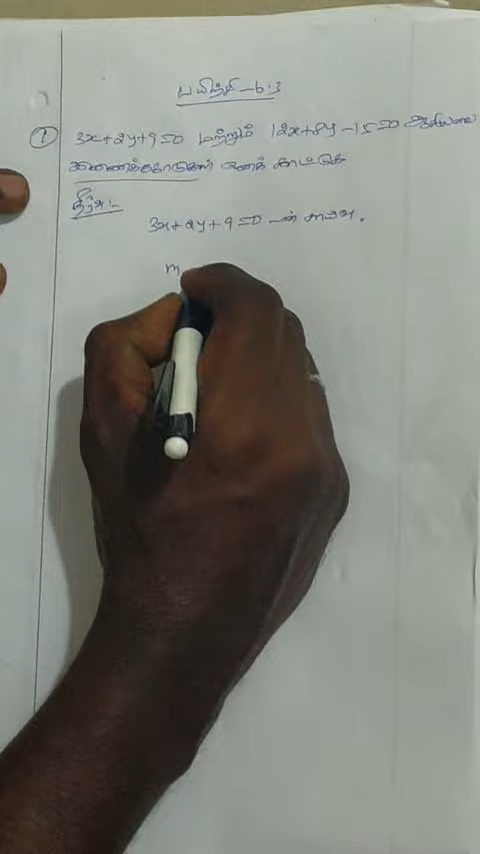 பயிற்சி - 6.3
① 3x+2y+9=0 மற்றும் 12x+8y-15=0 ஆகியவை
இணைகோடுகள் எனக் காட்டுக
தீர்வு:-
3x+2y+9=0 -ன் சாய்வு.
m